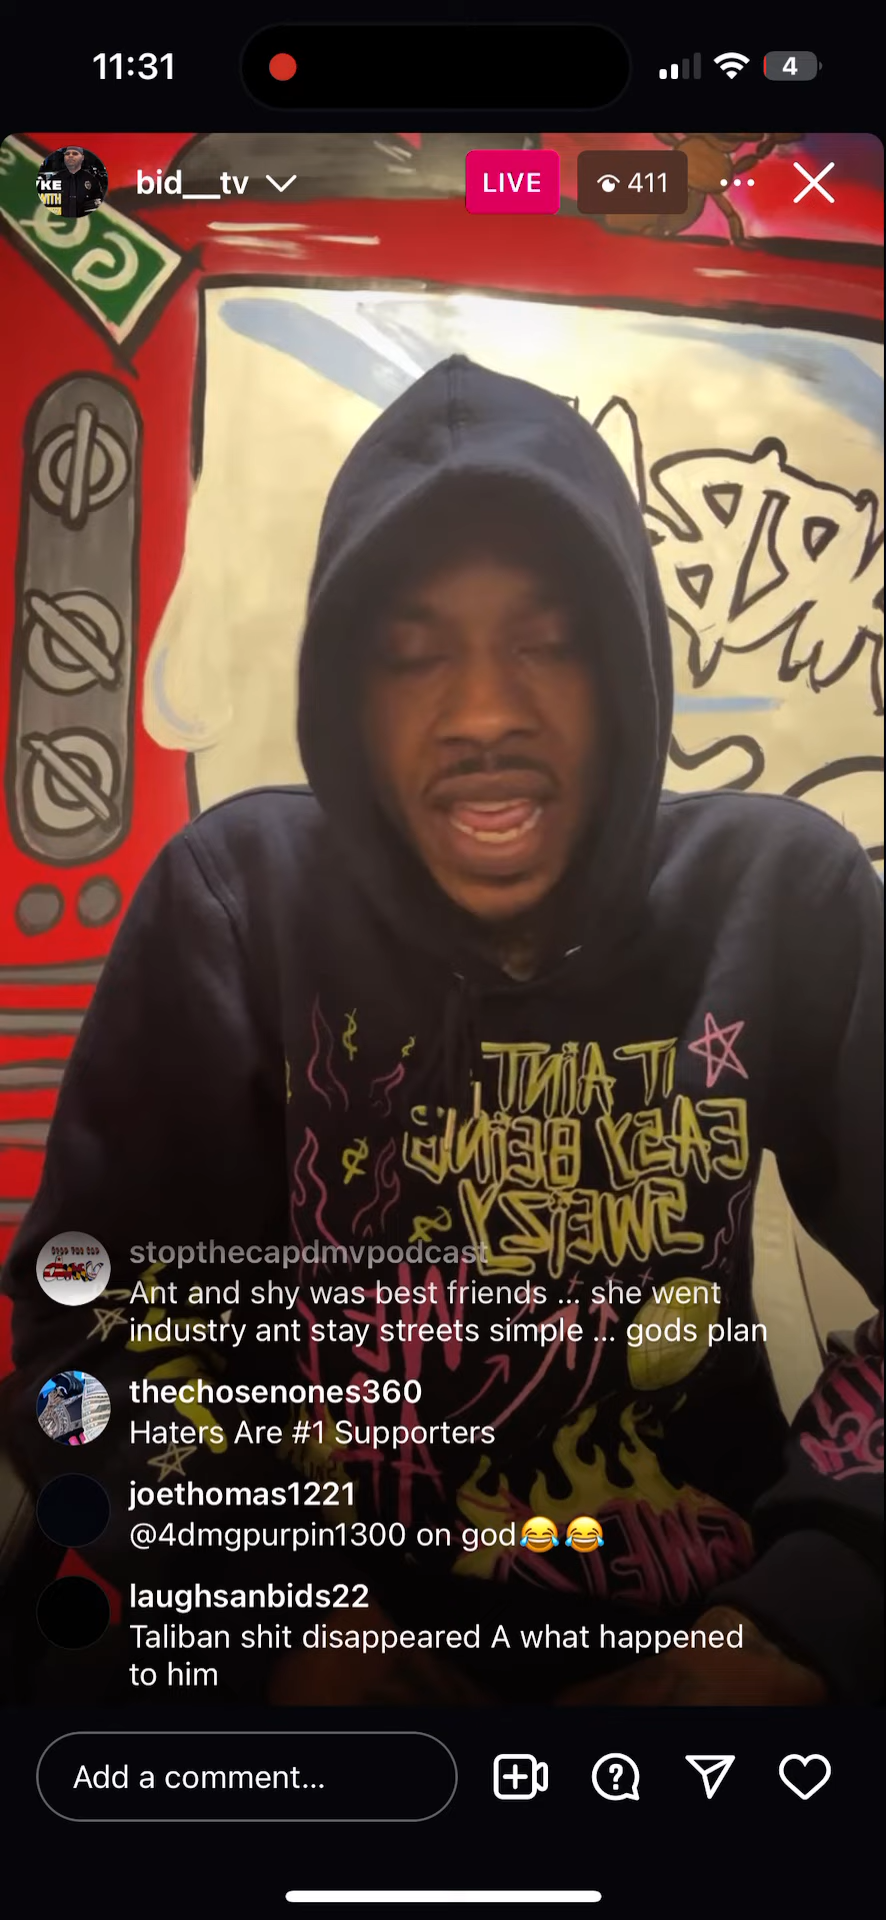 11:31
4
bid__tv
LIVE
411
IT AINT
EASY BEING
SWEIZY
stopthecapdmvpodcast
Ant and shy was best friends ... she went
industry ant stay streets simple ... gods plan
thechosenones360
Haters Are #1 Supporters
joethomas1221
@4dmgpurpin1300 on god😂😂
laughsanbids22
Taliban shit disappeared A what happened
to him
Add a comment...